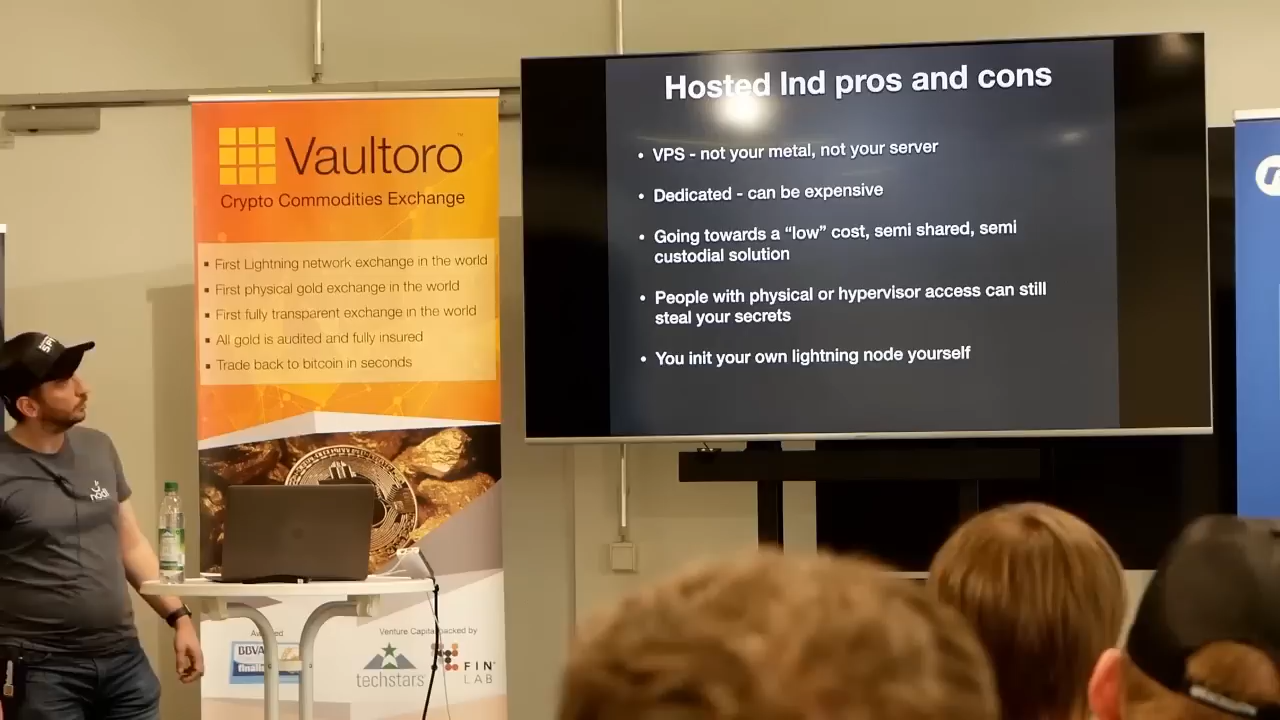 Vaultoro
Crypto Commodities Exchange
▪ First Lightning network exchange in the world
▪ First physical gold exchange in the world
▪ First fully transparent exchange in the world
▪ All gold is audited and fully insured
▪ Trade back to bitcoin in seconds
Venture Capital backed by
BBVA
finalis
techstars
FIN
LAB
Hosted lnd pros and cons
• VPS - not your metal, not your server
• Dedicated - can be expensive
• Going towards a “low” cost, semi shared, semi
custodial solution
• People with physical or hypervisor access can still
steal your secrets
• You init your own lightning node yourself
nodl